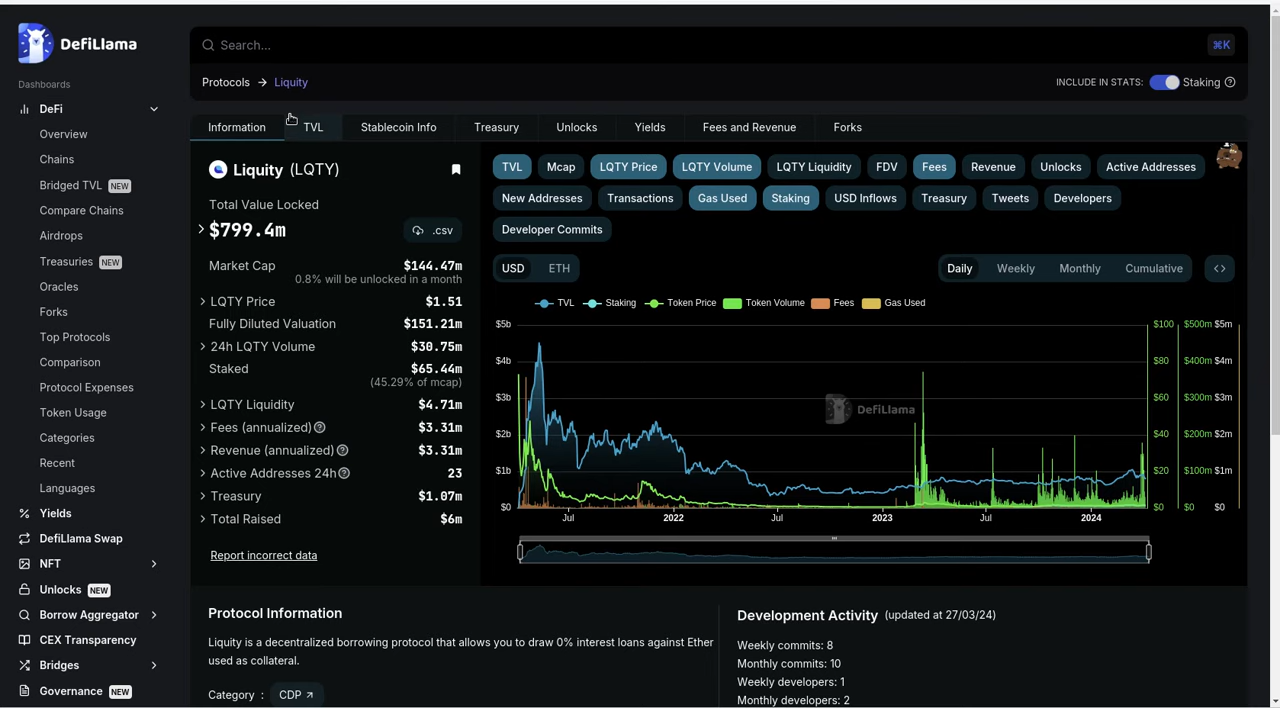 DefiLlama
Search...
⌘K
Dashboards
DeFi
Overview
Chains
Bridged TVL NEW
Compare Chains
Airdrops
Treasuries NEW
Oracles
Forks
Top Protocols
Comparison
Protocol Expenses
Token Usage
Categories
Recent
Languages
Yields
DefiLlama Swap
NFT
Unlocks NEW
Borrow Aggregator
CEX Transparency
Bridges
Governance NEW
Protocols → Liquity
INCLUDE IN STATS: Staking
Information TVL Stablecoin Info Treasury Unlocks Yields Fees and Revenue Forks
Liquity (LQTY)
Total Value Locked
$799.4m .csv
Market Cap $144.47m
0.8% will be unlocked in a month
LQTY Price $1.51
Fully Diluted Valuation $151.21m
24h LQTY Volume $30.75m
Staked $65.44m
(45.29% of mcap)
LQTY Liquidity $4.71m
Fees (annualized) $3.31m
Revenue (annualized) $3.31m
Active Addresses 24h 23
Treasury $1.07m
Total Raised $6m
Report incorrect data
TVL Mcap LQTY Price LQTY Volume LQTY Liquidity FDV Fees Revenue Unlocks Active Addresses
New Addresses Transactions Gas Used Staking USD Inflows Treasury Tweets Developers
Developer Commits
USD ETH
Daily Weekly Monthly Cumulative
TVL Staking Token Price Token Volume Fees Gas Used
$5b $100 $500m $5m
$4b $80 $400m $4m
$3b $60 $300m $3m
DefiLlama
$2b $40 $200m $2m
$1b $20 $100m $1m
$0 $0 $0 $0
Jul 2022 Jul 2023 Jul 2024
Protocol Information
Liquity is a decentralized borrowing protocol that allows you to draw 0% interest loans against Ether
used as collateral.
Category : CDP
Development Activity (updated at 27/03/24)
Weekly commits: 8
Monthly commits: 10
Weekly developers: 1
Monthly developers: 2